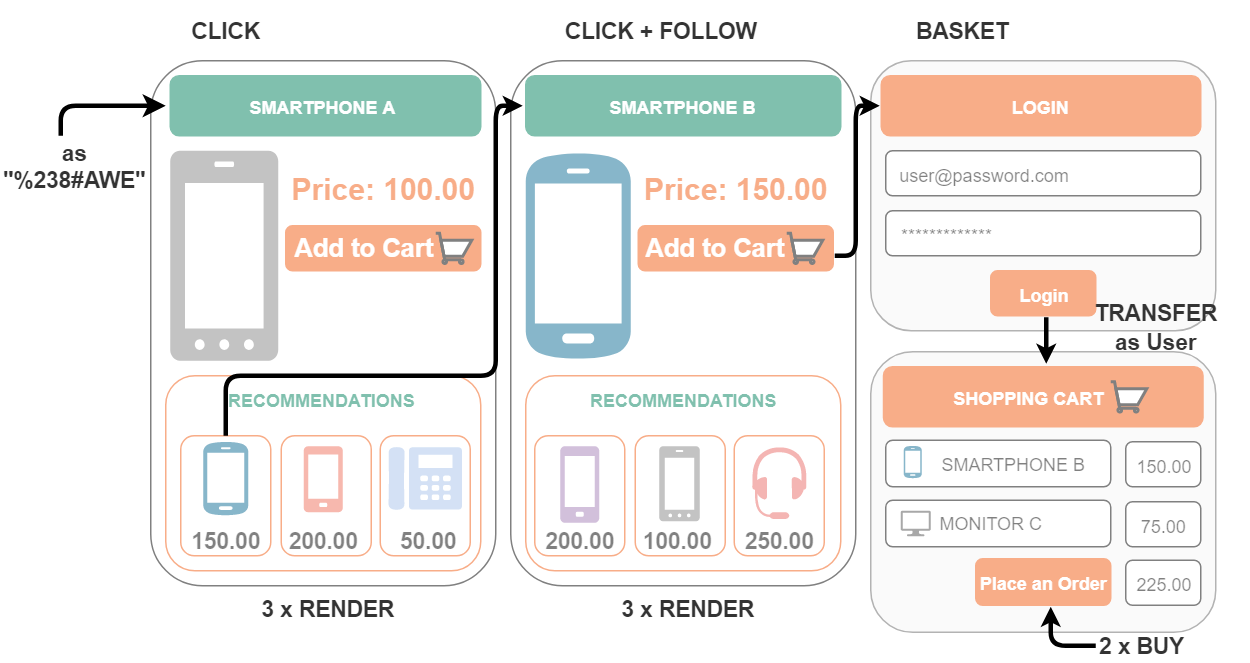 CLICK
CLICK + FOLLOW
BASKET
as
"%238#AWE"
SMARTPHONE A
Price: 100.00
Add to Cart
RECOMMENDATIONS
150.00
200.00
50.00
3 x RENDER
SMARTPHONE B
Price: 150.00
Add to Cart
RECOMMENDATIONS
200.00
100.00
250.00
3 x RENDER
LOGIN
user@password.com
*************
Login
TRANSFER
as User
SHOPPING CART
SMARTPHONE B
150.00
MONITOR C
75.00
Place an Order
225.00
2 x BUY